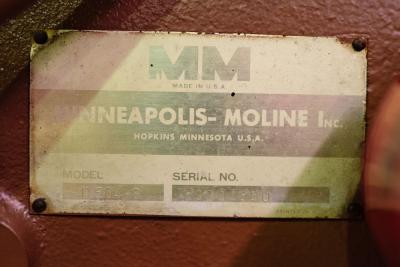 MM
MADE IN U.S.A.
MINNEAPOLIS- MOLINE INC.
HOPKINS MINNESOTA U.S.A.
MODEL SERIAL NO.